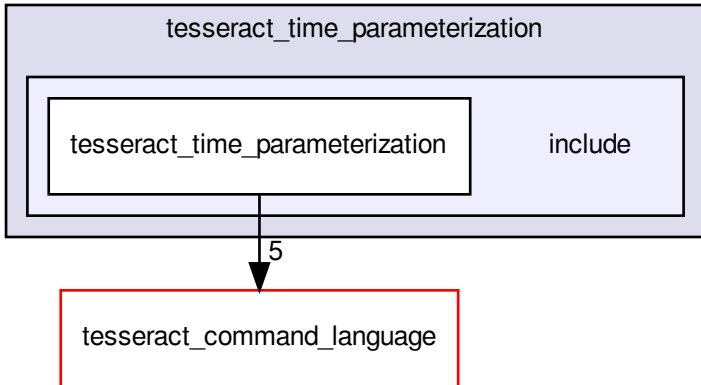 tesseract_time_parameterization
tesseract_time_parameterization
include
5
tesseract_command_language